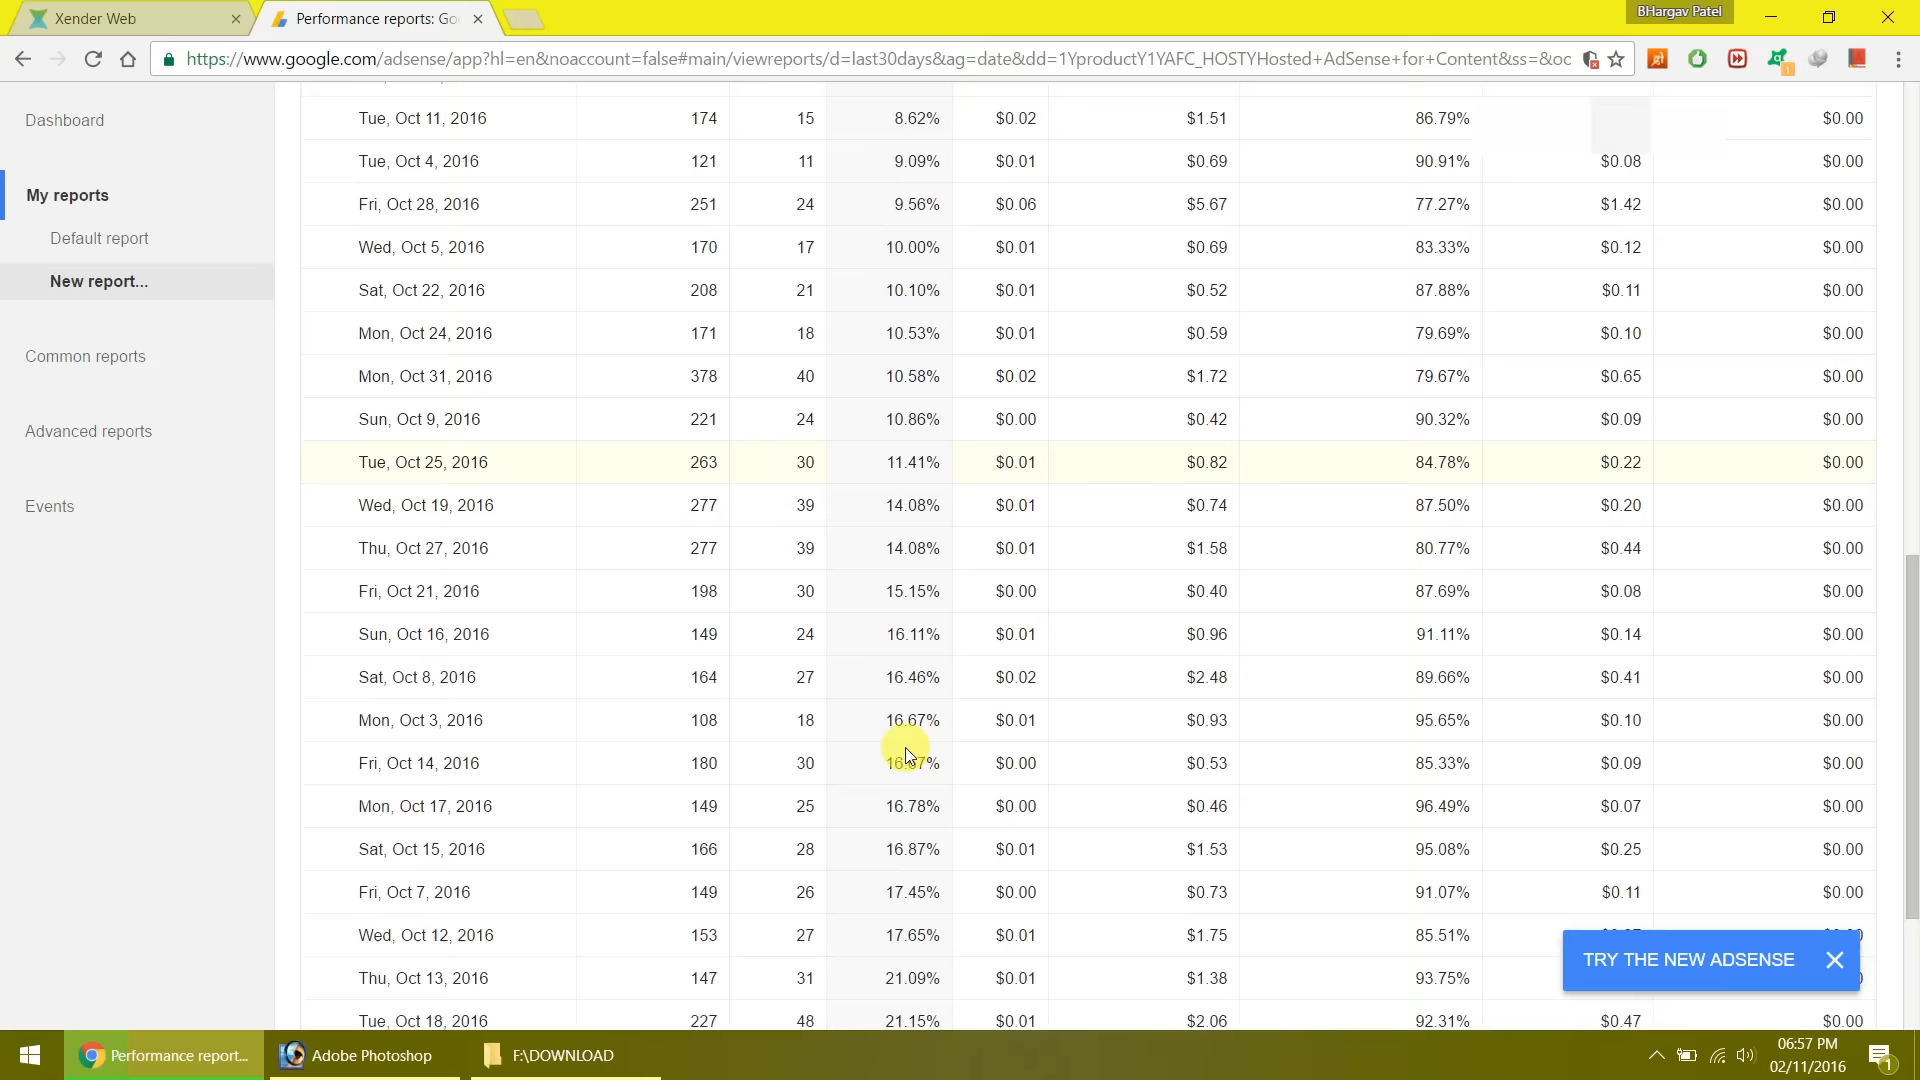 Xender Web
Performance reports: Go
BHargav Patel
https://www.google.com/adsense/app?hl=en&noaccount=false#main/viewreports/d=last30days&ag=date&dd=1YproductY1YAFC_HOSTYHosted+AdSense+for+Content&ss=&oc
1
Dashboard
My reports
Default report
New report...
Common reports
Advanced reports
Events
Tue, Oct 11, 2016 174 15 8.62% $0.02 $1.51 86.79% $0.00
Tue, Oct 4, 2016 121 11 9.09% $0.01 $0.69 90.91% $0.08 $0.00
Fri, Oct 28, 2016 251 24 9.56% $0.06 $5.67 77.27% $1.42 $0.00
Wed, Oct 5, 2016 170 17 10.00% $0.01 $0.69 83.33% $0.12 $0.00
Sat, Oct 22, 2016 208 21 10.10% $0.01 $0.52 87.88% $0.11 $0.00
Mon, Oct 24, 2016 171 18 10.53% $0.01 $0.59 79.69% $0.10 $0.00
Mon, Oct 31, 2016 378 40 10.58% $0.02 $1.72 79.67% $0.65 $0.00
Sun, Oct 9, 2016 221 24 10.86% $0.00 $0.42 90.32% $0.09 $0.00
Tue, Oct 25, 2016 263 30 11.41% $0.01 $0.82 84.78% $0.22 $0.00
Wed, Oct 19, 2016 277 39 14.08% $0.01 $0.74 87.50% $0.20 $0.00
Thu, Oct 27, 2016 277 39 14.08% $0.01 $1.58 80.77% $0.44 $0.00
Fri, Oct 21, 2016 198 30 15.15% $0.00 $0.40 87.69% $0.08 $0.00
Sun, Oct 16, 2016 149 24 16.11% $0.01 $0.96 91.11% $0.14 $0.00
Sat, Oct 8, 2016 164 27 16.46% $0.02 $2.48 89.66% $0.41 $0.00
Mon, Oct 3, 2016 108 18 16.67% $0.01 $0.93 95.65% $0.10 $0.00
Fri, Oct 14, 2016 180 30 16.67% $0.00 $0.53 85.33% $0.09 $0.00
Mon, Oct 17, 2016 149 25 16.78% $0.00 $0.46 96.49% $0.07 $0.00
Sat, Oct 15, 2016 166 28 16.87% $0.01 $1.53 95.08% $0.25 $0.00
Fri, Oct 7, 2016 149 26 17.45% $0.00 $0.73 91.07% $0.11 $0.00
Wed, Oct 12, 2016 153 27 17.65% $0.01 $1.75 85.51%
Thu, Oct 13, 2016 147 31 21.09% $0.01 $1.38 93.75%
Tue, Oct 18, 2016 227 48 21.15% $0.01 $2.06 92.31% $0.47 $0.00
TRY THE NEW ADSENSE
Performance report...
Adobe Photoshop
F:\DOWNLOAD
06:57 PM
02/11/2016
1